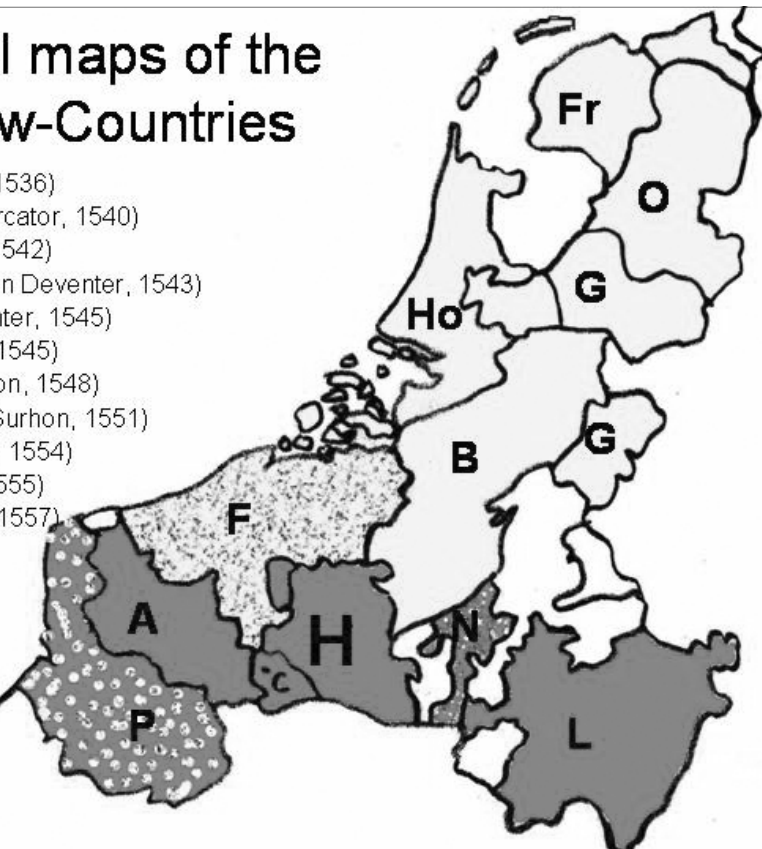 l maps of the
w-Countries
1536)
rcator, 1540)
542)
n Deventer, 1543)
ter, 1545)
1545)
on, 1548)
Surhon, 1551)
, 1554)
555)
1557)
Fr
O
G
Ho
G
B
F
A
H
N
C
P
L